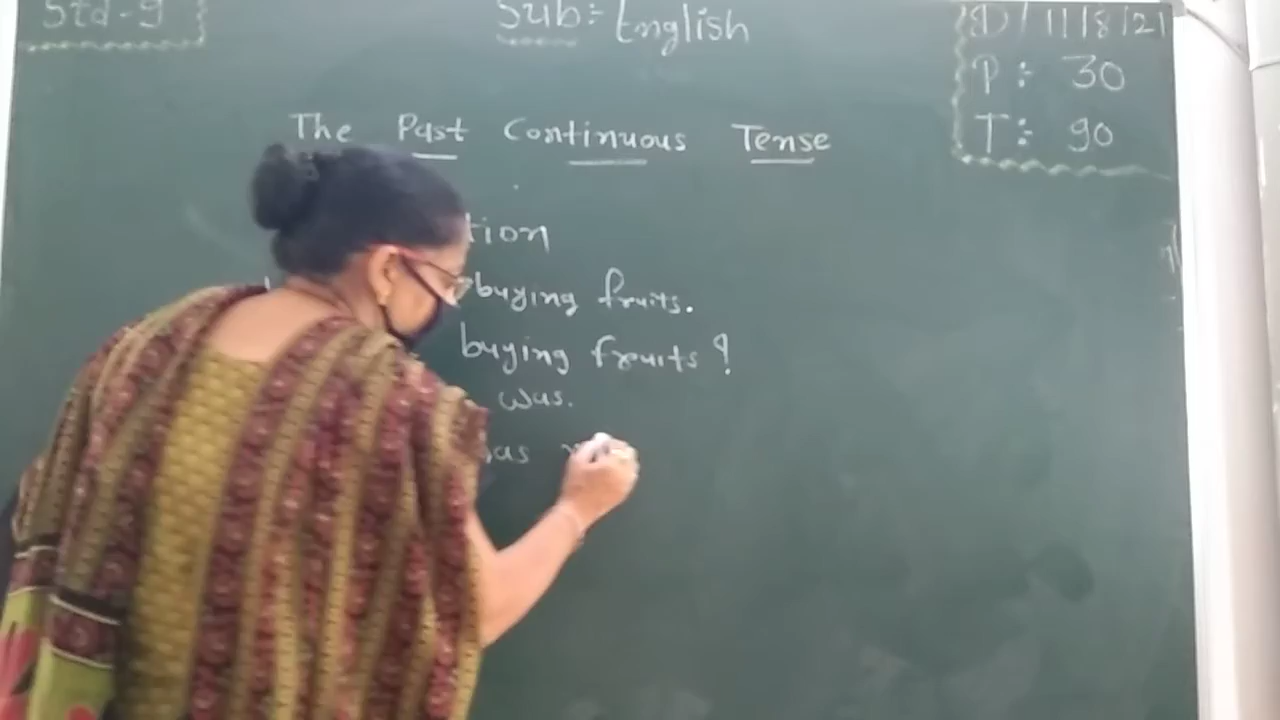 Std-9
Sub:- English
D/11/8/21
P: 30
T: 90
The Past Continuous Tense
tion
buying fruits.
buying fruits?
was.
as